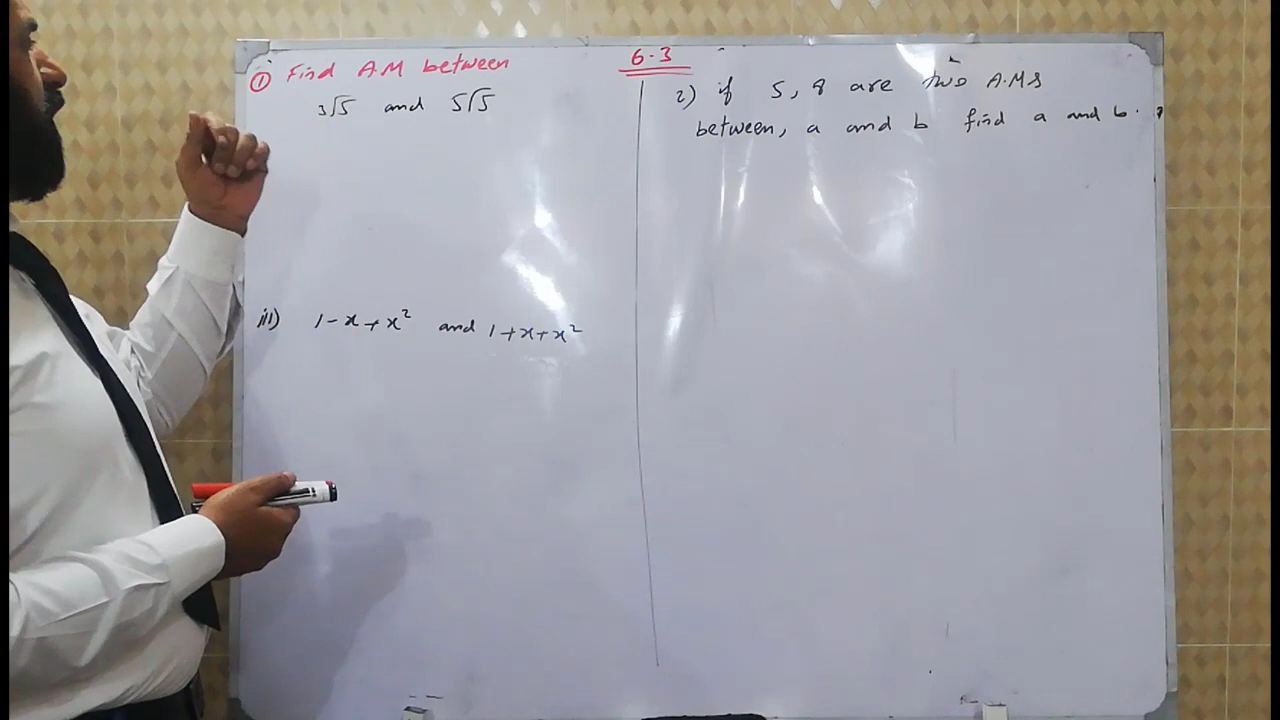 6.3
① Find A.M between
3√5 and 5√5
iii) 1-x+x² and 1+x+x²
2) if 5, 8 are two A.MS
between, a and b find a and b.?